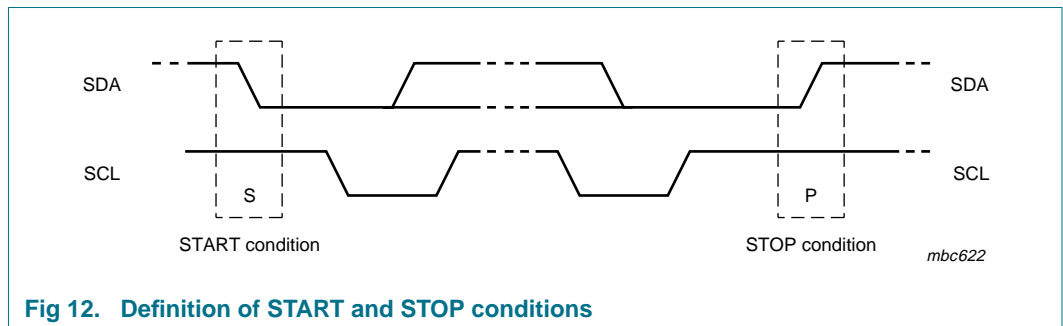 SDA
SDA
SCL
SCL
S
P
START condition
STOP condition
mbc622
Fig 12. Definition of START and STOP conditions